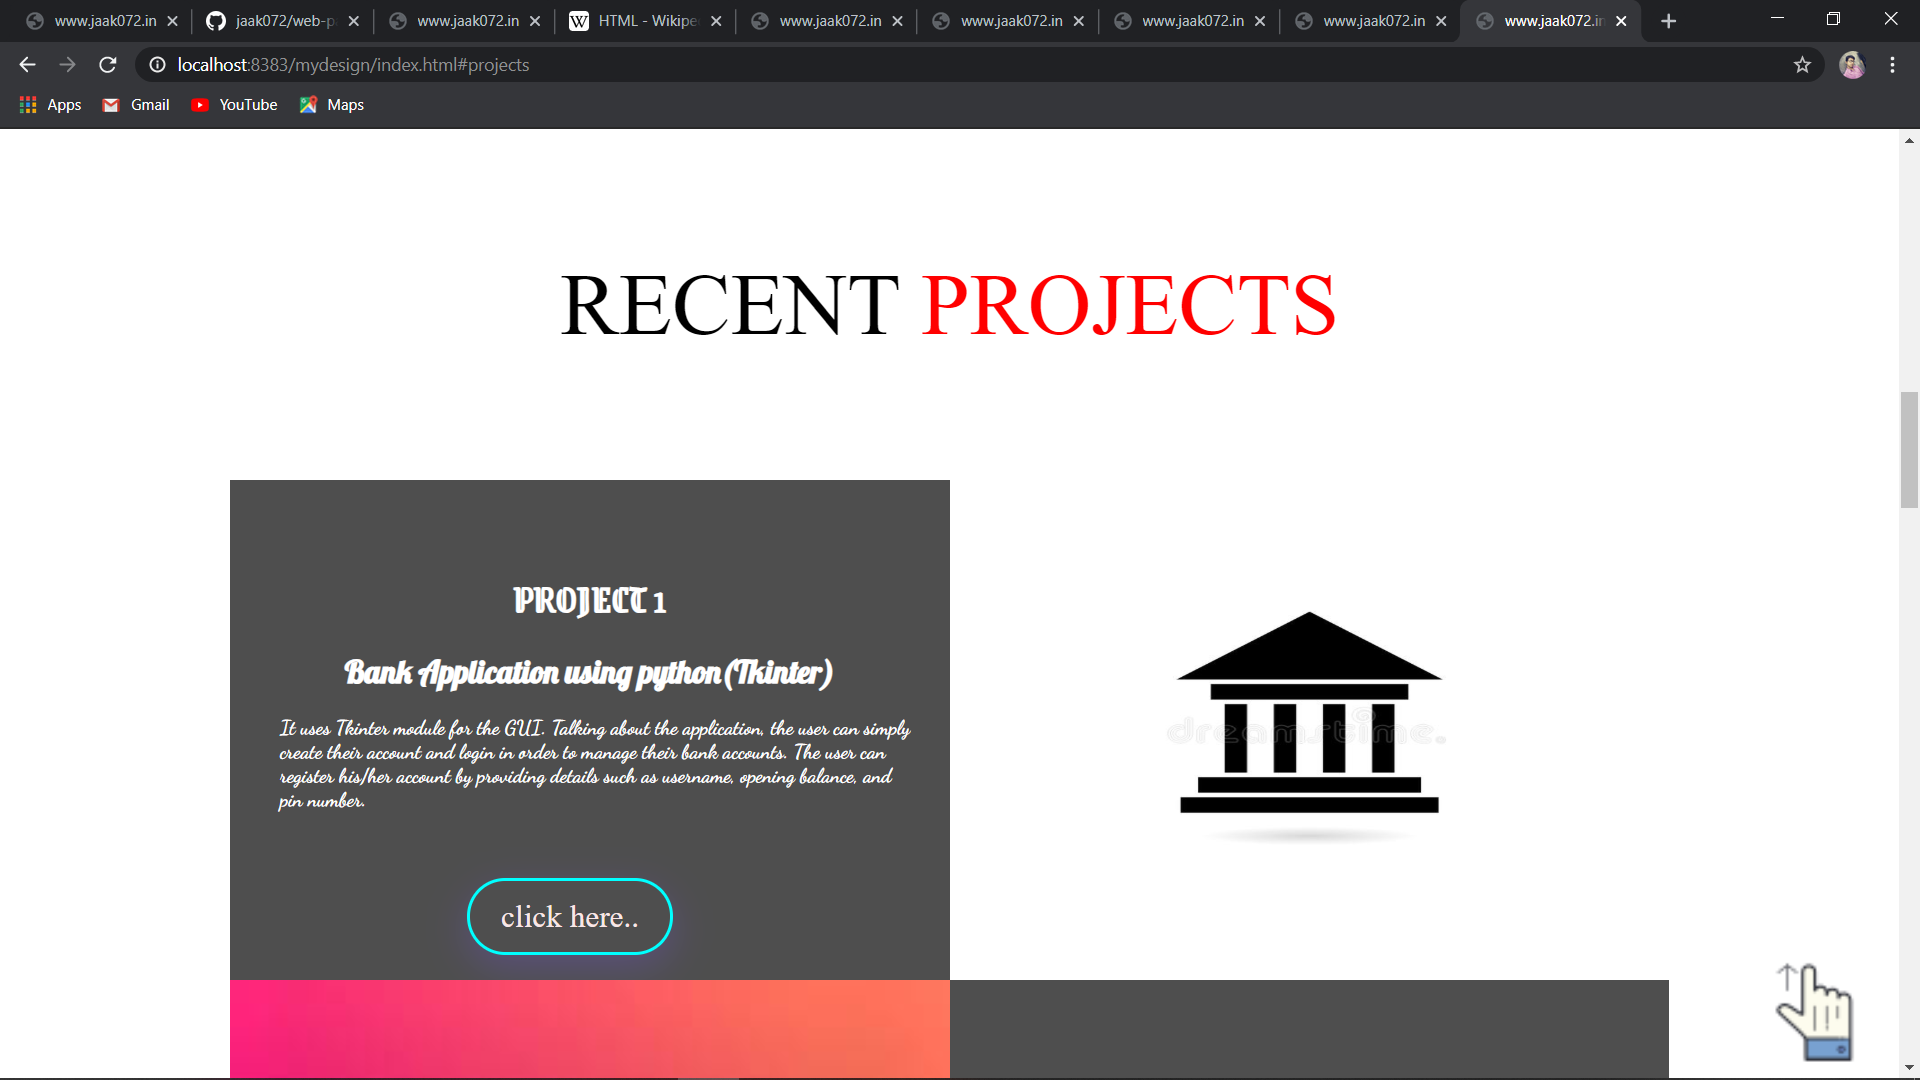 www.jaak072.in
jaak072/web-p
www.jaak072.in
W HTML - Wikipe
www.jaak072.in
www.jaak072.in
www.jaak072.in
www.jaak072.in
www.jaak072.in
localhost:8383/mydesign/index.html#projects
Apps Gmail YouTube Maps
RECENT PROJECTS
PROJECT 1
Bank Application using python(Tkinter)
It uses Tkinter module for the GUI. Talking about the application, the user can simply
create their account and login in order to manage their bank accounts. The user can
register his/her account by providing details such as username, opening balance, and
pin number.
click here..
dreamstime.